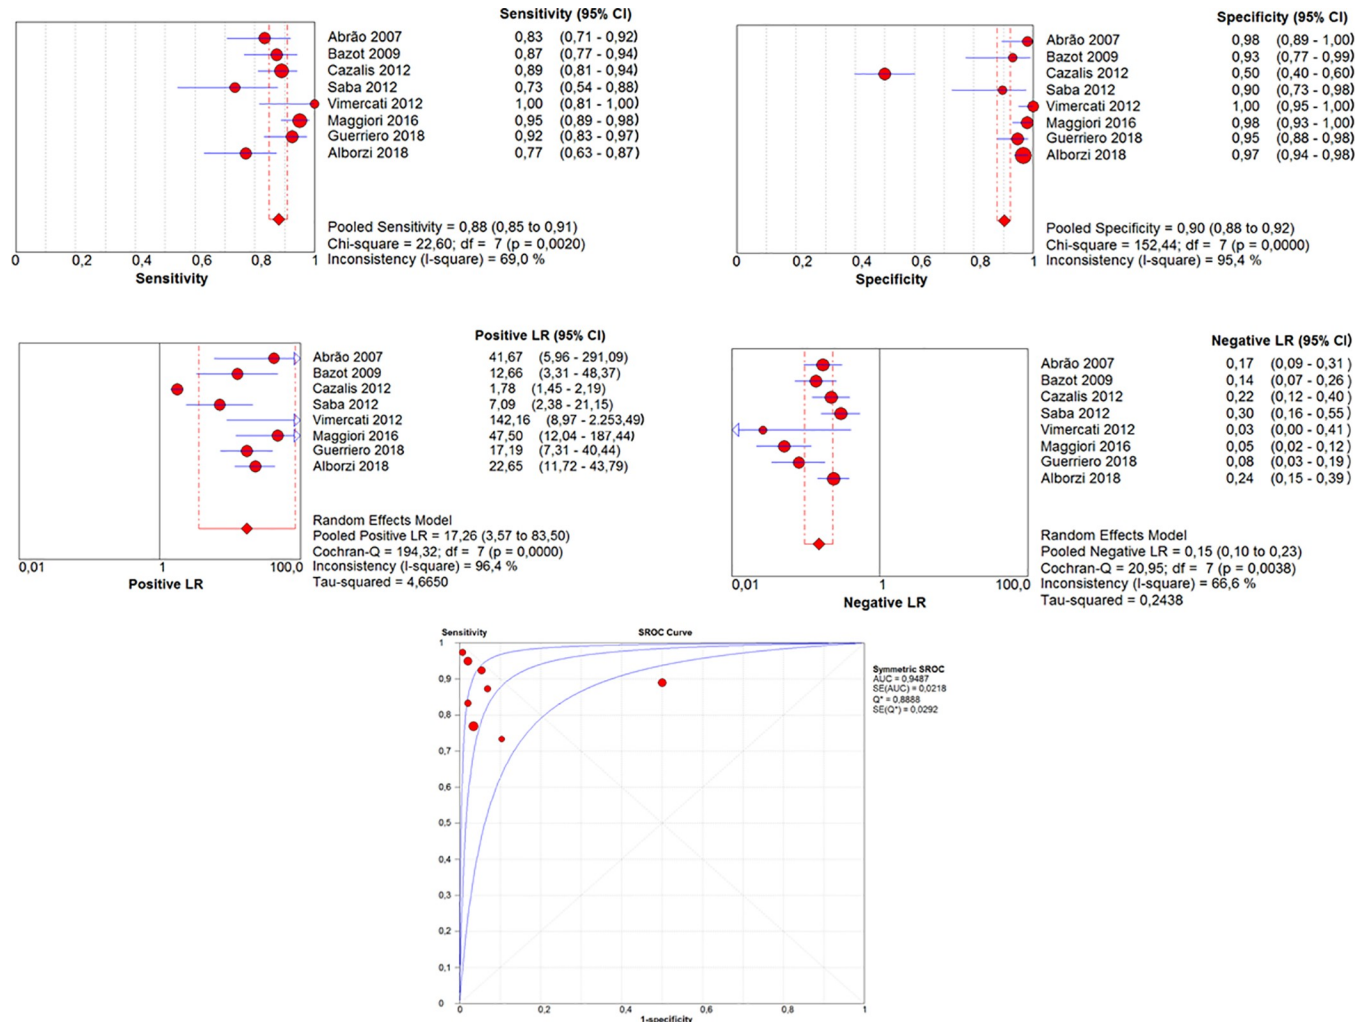 Sensitivity (95% CI)
Abrão 2007 0,83 (0,71 - 0,92)
Bazot 2009 0,87 (0,77 - 0,94)
Cazalis 2012 0,89 (0,81 - 0,94)
Saba 2012 0,73 (0,54 - 0,88)
Vimercati 2012 1,00 (0,81 - 1,00)
Maggiori 2016 0,95 (0,89 - 0,98)
Guerriero 2018 0,92 (0,83 - 0,97)
Alborzi 2018 0,77 (0,63 - 0,87)
Pooled Sensitivity = 0,88 (0,85 to 0,91)
Chi-square = 22,60; df = 7 (p = 0,0020)
Inconsistency (I-square) = 69,0 %
0 0,2 0,4 0,6 0,8 1
Sensitivity
Specificity (95% CI)
Abrão 2007 0,98 (0,89 - 1,00)
Bazot 2009 0,93 (0,77 - 0,99)
Cazalis 2012 0,50 (0,40 - 0,60)
Saba 2012 0,90 (0,73 - 0,98)
Vimercati 2012 1,00 (0,95 - 1,00)
Maggiori 2016 0,98 (0,93 - 1,00)
Guerriero 2018 0,95 (0,88 - 0,98)
Alborzi 2018 0,97 (0,94 - 0,98)
Pooled Specificity = 0,90 (0,88 to 0,92)
Chi-square = 152,44; df = 7 (p = 0,0000)
Inconsistency (I-square) = 95,4 %
0 0,2 0,4 0,6 0,8 1
Specificity
Positive LR (95% CI)
Abrão 2007 41,67 (5,96 - 291,09)
Bazot 2009 12,66 (3,31 - 48,37)
Cazalis 2012 1,78 (1,45 - 2,19)
Saba 2012 7,09 (2,38 - 21,15)
Vimercati 2012 142,16 (8,97 - 2.253,49)
Maggiori 2016 47,50 (12,04 - 187,44)
Guerriero 2018 17,19 (7,31 - 40,44)
Alborzi 2018 22,65 (11,72 - 43,79)
Random Effects Model
Pooled Positive LR = 17,26 (3,57 to 83,50)
Cochran-Q = 194,32; df = 7 (p = 0,0000)
Inconsistency (I-square) = 96,4 %
Tau-squared = 4,6650
0,01 1 100,0
Positive LR
Negative LR (95% CI)
Abrão 2007 0,17 (0,09 - 0,31)
Bazot 2009 0,14 (0,07 - 0,26)
Cazalis 2012 0,22 (0,12 - 0,40)
Saba 2012 0,30 (0,16 - 0,55)
Vimercati 2012 0,03 (0,00 - 0,41)
Maggiori 2016 0,05 (0,02 - 0,12)
Guerriero 2018 0,08 (0,03 - 0,19)
Alborzi 2018 0,24 (0,15 - 0,39)
Random Effects Model
Pooled Negative LR = 0,15 (0,10 to 0,23)
Cochran-Q = 20,95; df = 7 (p = 0,0038)
Inconsistency (I-square) = 66,6 %
Tau-squared = 0,2438
0,01 1 100,0
Negative LR
Sensitivity SROC Curve
1
0,9
0,8
0,7
0,6
0,5
0,4
0,3
0,2
0,1
0
0 0,2 0,4 0,6 0,8 1
1-specificity
Symmetric SROC
AUC = 0,9487
SE(AUC) = 0,0218
Q* = 0,8888
SE(Q*) = 0,0292